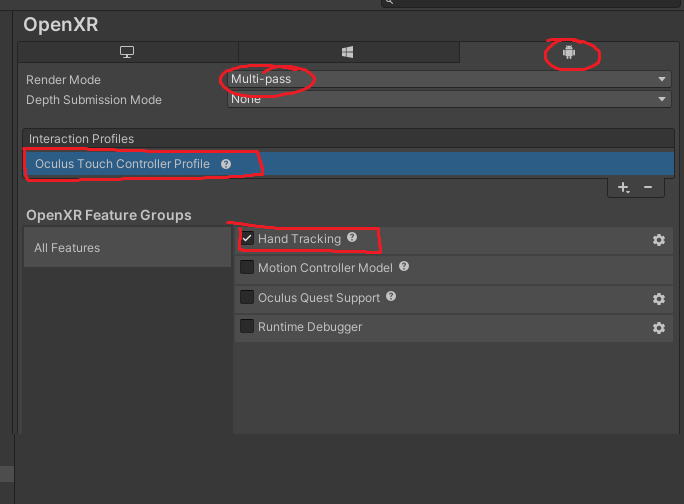 OpenXR
Render Mode Multi-pass
Depth Submission Mode None
Interaction Profiles
Oculus Touch Controller Profile
OpenXR Feature Groups
All Features
Hand Tracking
Motion Controller Model
Oculus Quest Support
Runtime Debugger